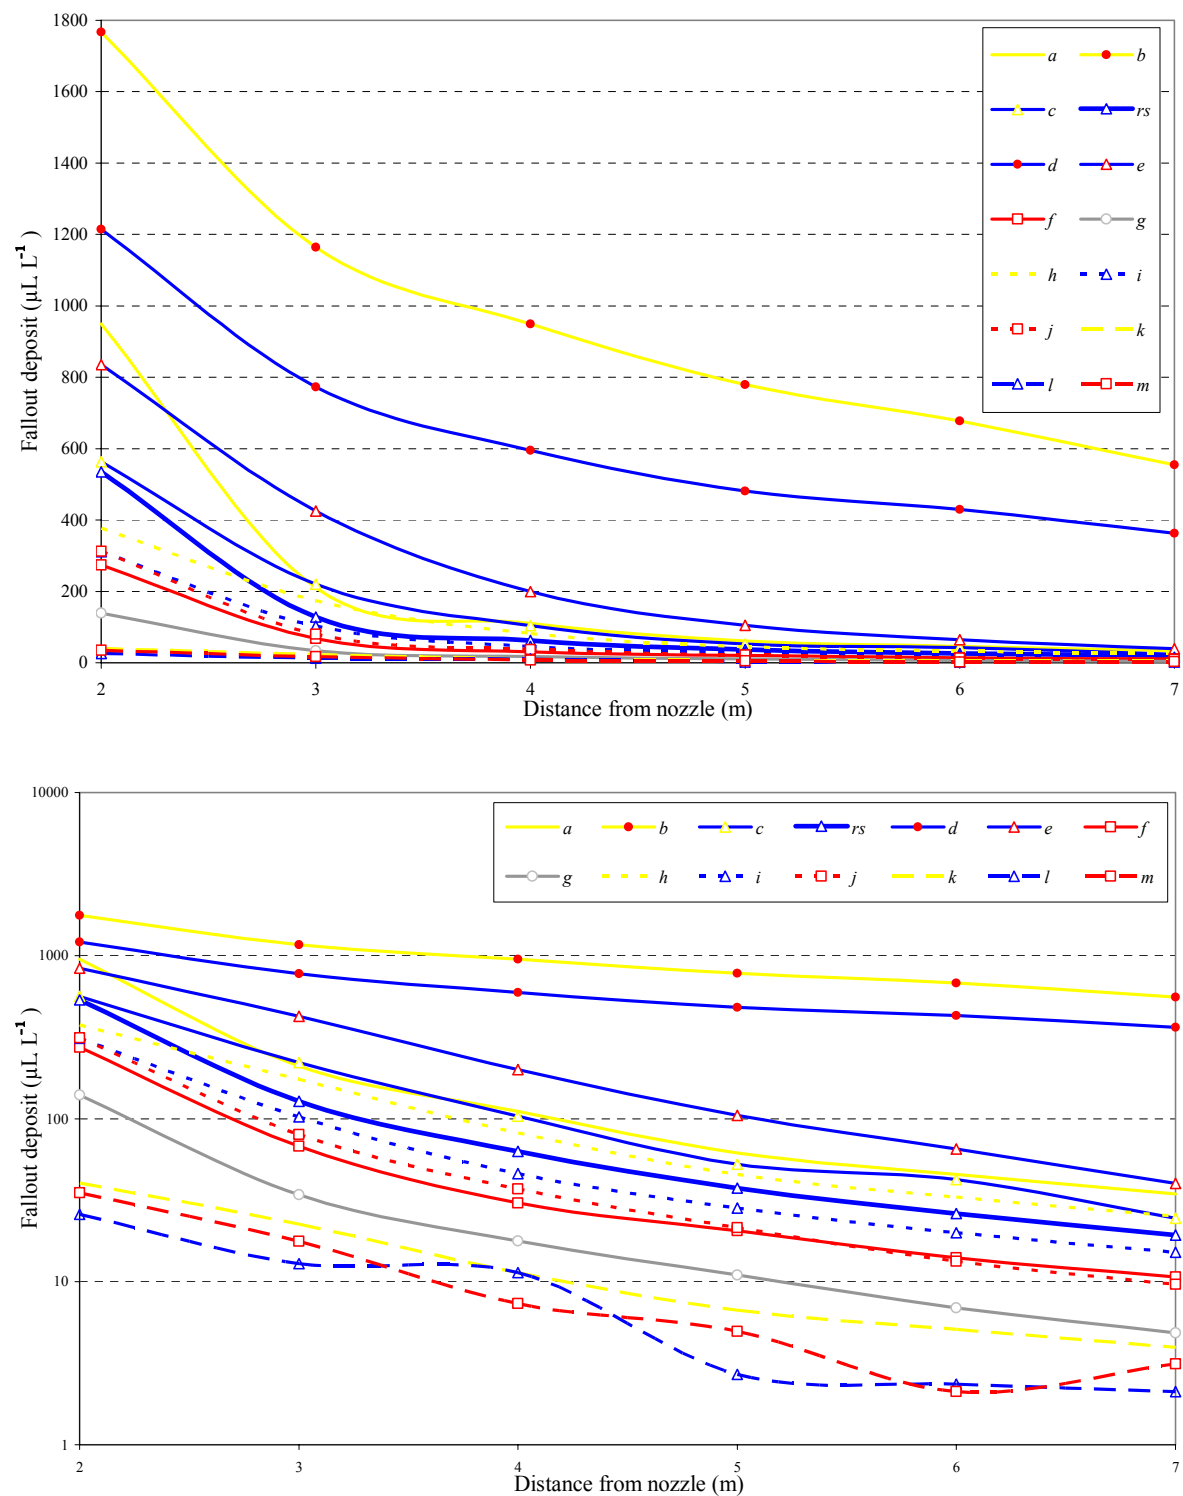 1800
1600
1400
1200
1000
800
600
400
200
0
Fallout deposit (µL L⁻¹)
a b
c rs
d e
f g
h i
j k
l m
2 3 4 5 6 7
Distance from nozzle (m)
10000
1000
100
10
1
Fallout deposit (µL L⁻¹)
a b c rs d e f
g h i j k l m
2 3 4 5 6 7
Distance from nozzle (m)